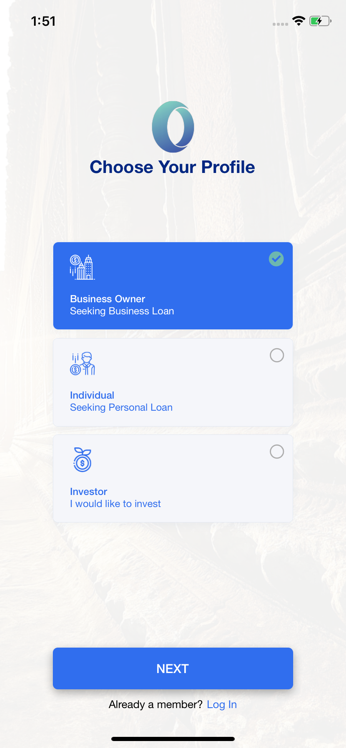 1:51
Choose Your Profile
Business Owner
Seeking Business Loan
Individual
Seeking Personal Loan
Investor
I would like to invest
NEXT
Already a member? Log In